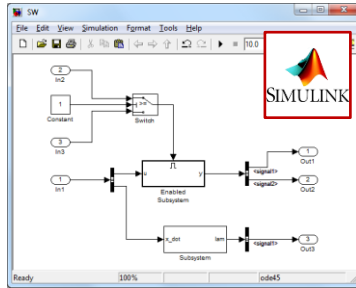 SW
File Edit View Simulation Format Tools Help
10.0
SIMULINK
2
In2
1
Constant
>=
Switch
3
In3
1
In1
u
y
Enabled
Subsystem
<signal1>
<signal2>
1
Out1
2
Out2
x_dot
lam
Subsystem
<signal1>
3
Out3
Ready 100% ode45